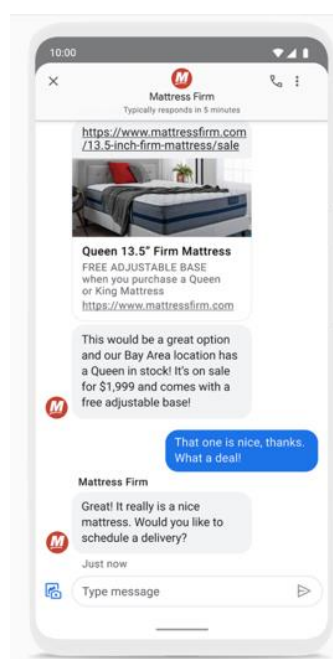 10:00
Mattress Firm
Typically responds in 5 minutes
https://www.mattressfirm.com
/13.5-inch-firm-mattress/sale
Queen 13.5” Firm Mattress
FREE ADJUSTABLE BASE
when you purchase a Queen
or King Mattress
https://www.mattressfirm.com
This would be a great option
and our Bay Area location has
a Queen in stock! It’s on sale
for $1,999 and comes with a
free adjustable base!
M
That one is nice, thanks.
What a deal!
Mattress Firm
Great! It really is a nice
mattress. Would you like to
schedule a delivery?
M
Just now
Type message